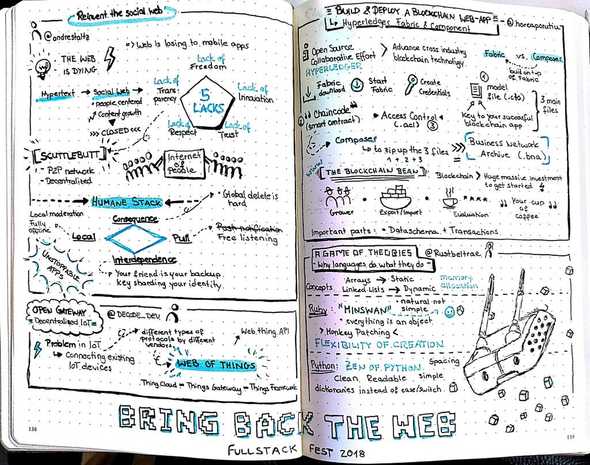 Reinvent the social web
@andrestaltz
THE WEB
IS DYING
=> Web is losing to mobile apps
Lack of
Freedom
Hypertext → Social Web
→ people centered
Content growth
>>> CLOSED <<<
Lack of
Trans
parency
5
LACKS
Lack of
Innovation
Lack of
Respect
Lack of
Trust
[SCUTTLEBUTT]
- P2P network
- Decentralised
Internet
of
People
HUMANE STACK
Local moderation
Fully
offline
Consequence
Local
Pull
Interdependence
• Global delete is
hard
Push notification
Free listening
UNSTOPPABLE
APPS
• Your friend is your backup
key sharding your identity.
OPEN GATEWAY
= Decentralised IoT =
@DECODE_DEV
Problem in IoT
↳ Connecting existing
IoT devices
different types of
protocols by different
vendors
Web thing API
WEB OF THINGS
Thing Cloud = Things Gateway = Things Framework
138
= BUILD & DEPLOY A BLOCKCHAIN WEB-APP =
↳ Hyperledger Fabric & Component
@horeaporutiu
Open Source
Collaborative Effort
HYPERLEDGER
> Advance cross industry
blockchain technology
Fabric vs. Composer
built on top
of Fabric
Fabric
download
Start
Fabric
Create
Credentials
model
file (.cto)
Chaincode
(smart contract)
Access Control
(.acl)
Key to your successful
blockchain app
3 main
files
Composer
↳ to zip up the 3 files
1 + 2 + 3
Business Network
Archive (.bna)
[THE BLOCKCHAIN BEAN]
Blockchain > Huge massive investment
to get started
Grower
Export/Import
Evaluation
Your cup
of
coffee
Important parts: • Dataschema • Transactions
A GAME OF THEORIES
@Rustbeltrae
Why languages do what they do
Concepts
Arrays → Static
Linked Lists → Dynamic
memory
allocation
Ruby: "MINSWAN" • natural not
simple
everything is an object
> Monkey Patching <
FLEXIBILITY OF CREATION
Python: ZEN OF PYTHON Spacing
Clean, Readable simple
dictionaries instead of case/switch.
139
BRING BACK THE WEB
FULLSTACK FEST 2018